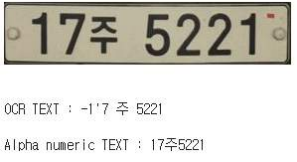 17주 5221
OCR TEXT : -1'7 주 5221
Alpha numeric TEXT : 17주5221